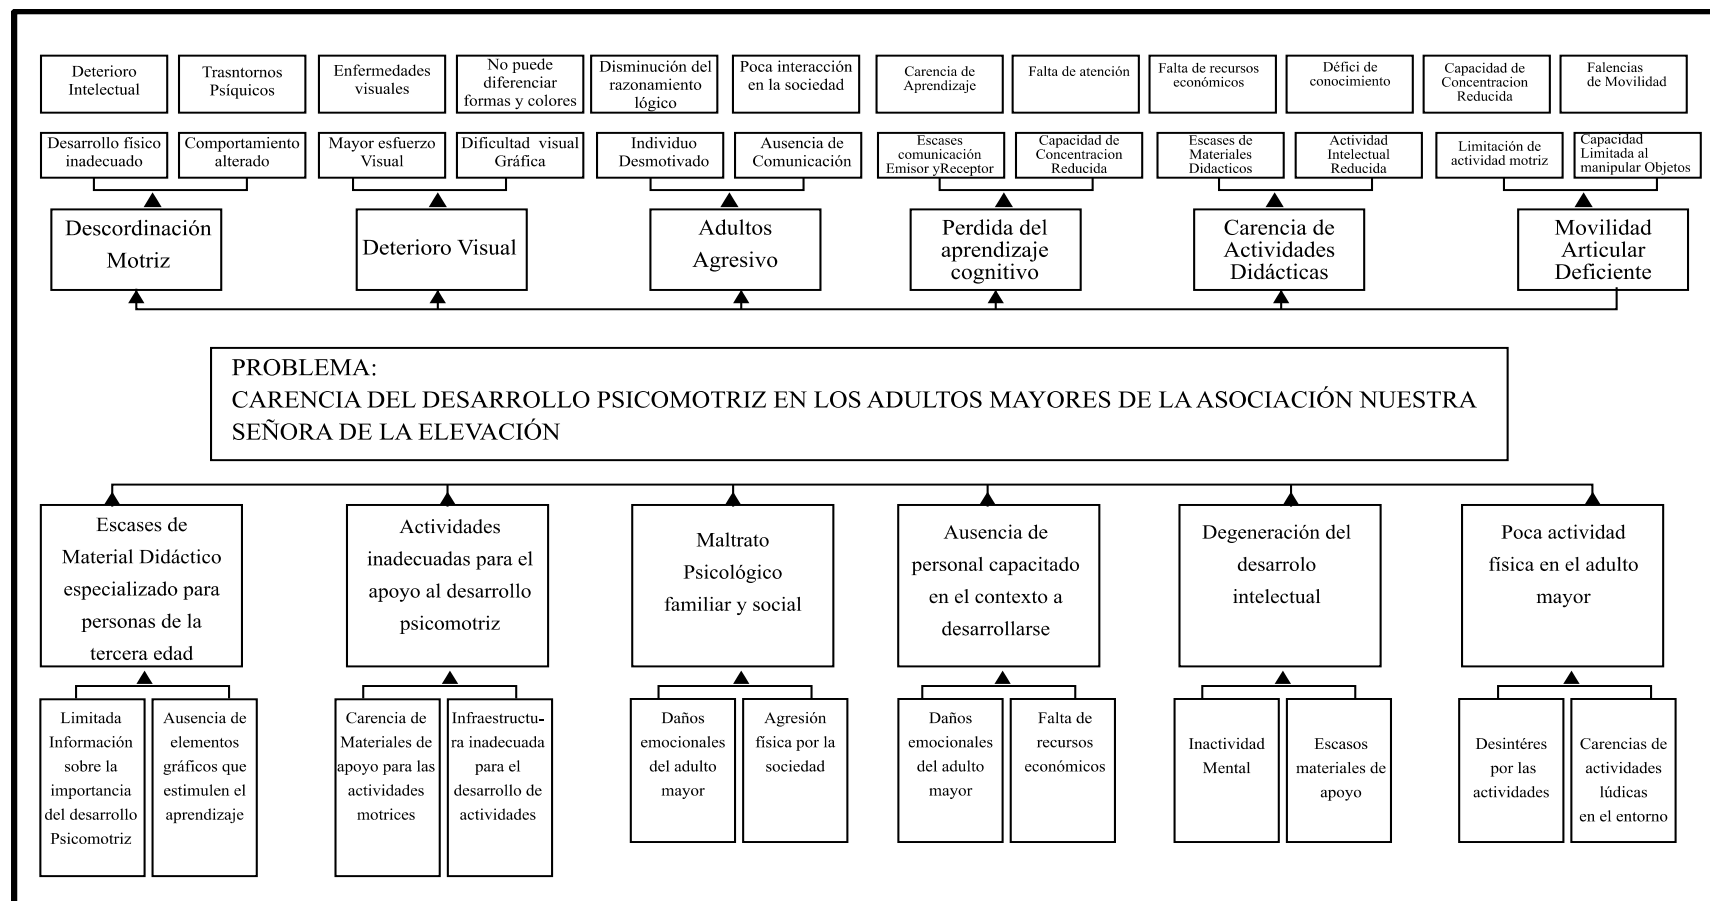 Deterioro
Intelectual
Trasntornos
Psíquicos
Enfermedades
visuales
No puede
diferenciar
formas y colores
Disminución del
razonamiento
lógico
Poca interacción
en la sociedad
Carencia de
Aprendizaje
Falta de atención
Falta de recursos
económicos
Défici de
conocimiento
Capacidad de
Concentracion
Reducida
Falencias
de Movilidad
Desarrollo físico
inadecuado
Comportamiento
alterado
Mayor esfuerzo
Visual
Dificultad visual
Gráfica
Individuo
Desmotivado
Ausencia de
Comunicación
Escases
comunicación
Emisor yReceptor
Capacidad de
Concentracion
Reducida
Escases de
Materiales
Didacticos
Actividad
Intelectual
Reducida
Limitación de
actividad motriz
Capacidad
Limitada al
manipular Objetos
Descordinación
Motriz
Deterioro Visual
Adultos
Agresivo
Perdida del
aprendizaje
cognitivo
Carencia de
Actividades
Didácticas
Movilidad
Articular
Deficiente
PROBLEMA:
CARENCIA DEL DESARROLLO PSICOMOTRIZ EN LOS ADULTOS MAYORES DE LA ASOCIACIÓN NUESTRA
SEÑORA DE LA ELEVACIÓN
Escases de
Material Didáctico
especializado para
personas de la
tercera edad
Actividades
inadecuadas para el
apoyo al desarrollo
psicomotriz
Maltrato
Psicológico
familiar y social
Ausencia de
personal capacitado
en el contexto a
desarrollarse
Degeneración del
desarrolo
intelectual
Poca actividad
física en el adulto
mayor
Limitada
Información
sobre la
importancia
del desarrollo
Psicomotriz
Ausencia de
elementos
gráficos que
estimulen el
aprendizaje
Carencia de
Materiales de
apoyo para las
actividades
motrices
Infraestructu-
ra inadecuada
para el
desarrollo de
actividades
Daños
emocionales
del adulto
mayor
Agresión
física por la
sociedad
Daños
emocionales
del adulto
mayor
Falta de
recursos
económicos
Inactividad
Mental
Escasos
materiales de
apoyo
Desintéres
por las
actividades
Carencias de
actividades
lúdicas
en el entorno